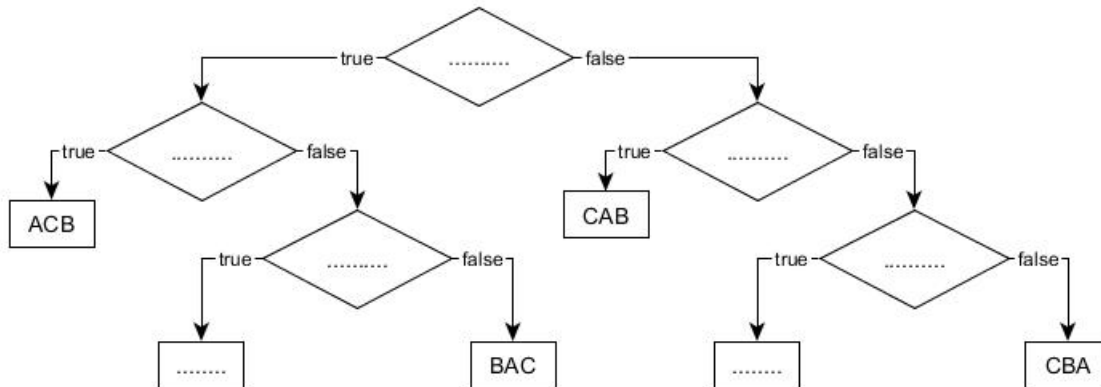 ..........
true
false
..........
..........
true
false
true
false
ACB
CAB
..........
..........
true
false
true
false
........
BAC
........
CBA